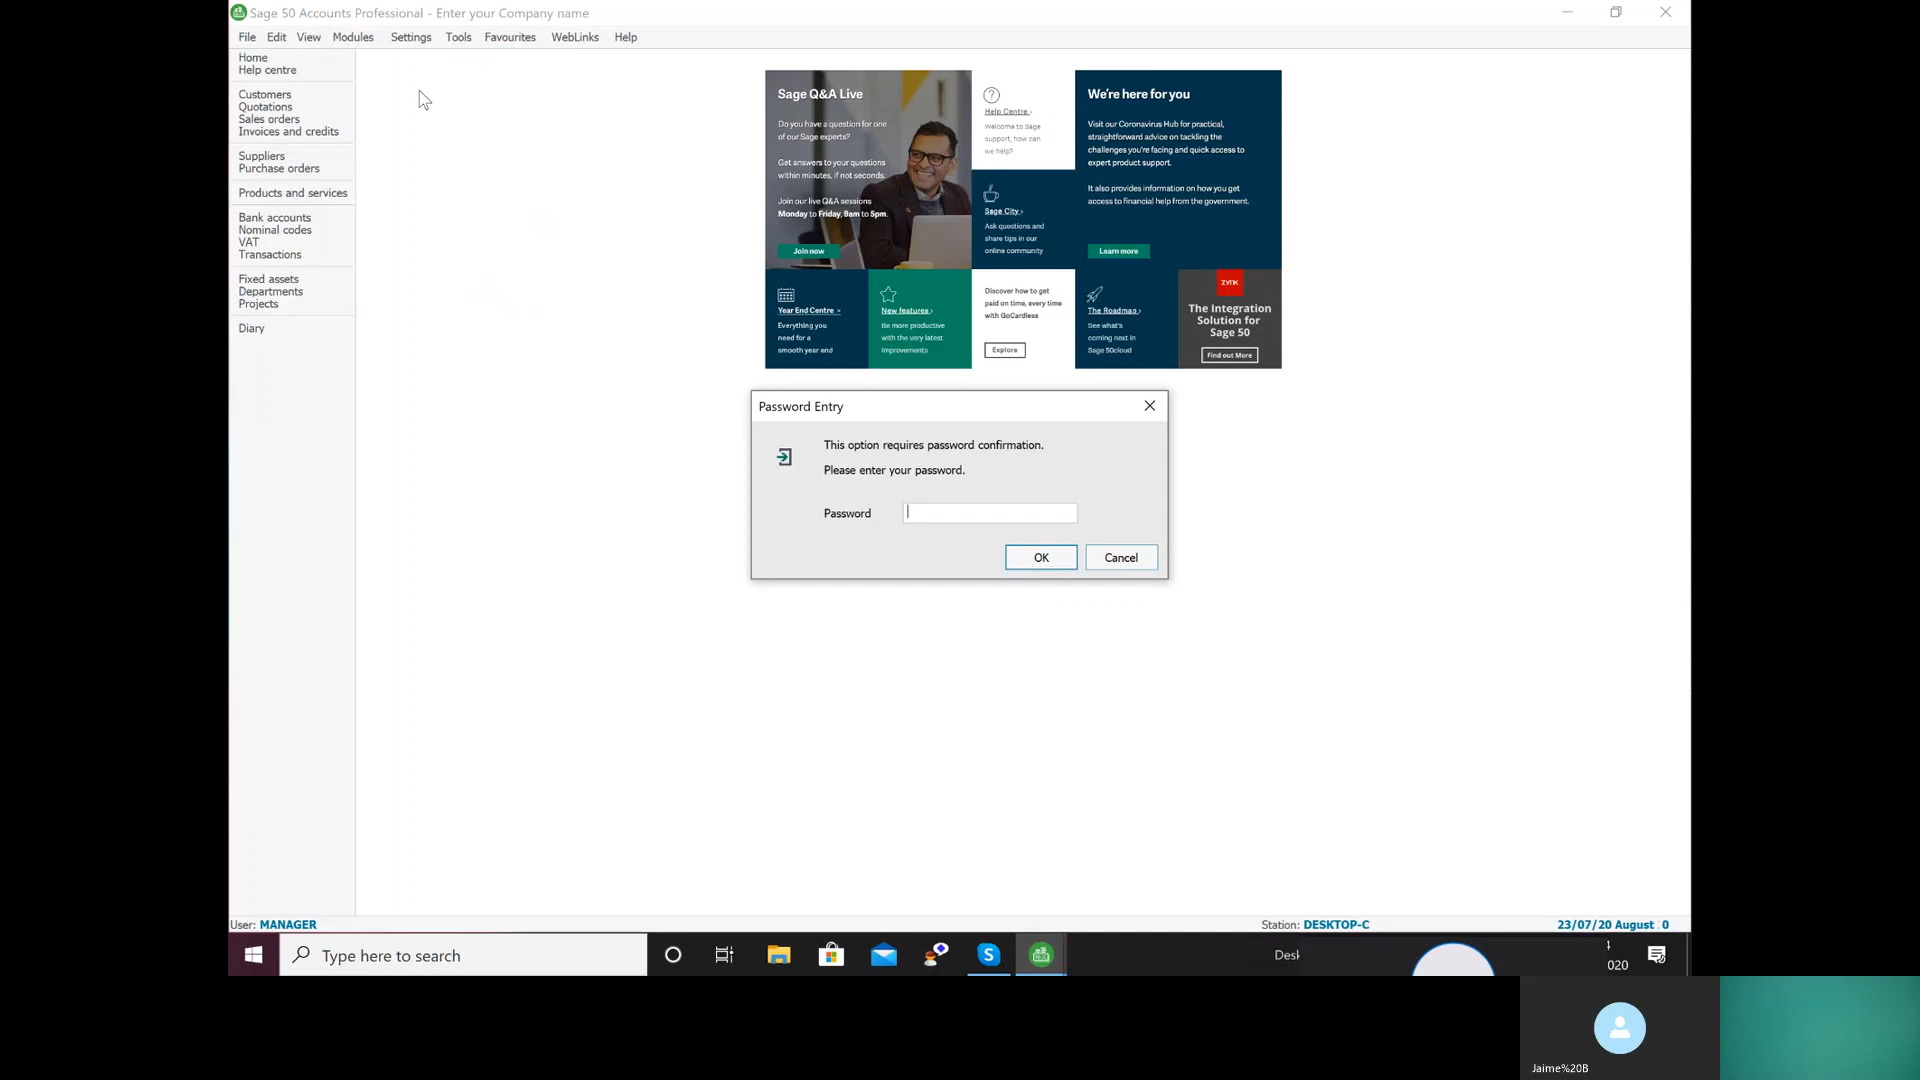 Sage 50 Accounts Professional - Enter your Company name
File Edit View Modules Settings Tools Favourites WebLinks Help
Home
Help centre
Customers
Quotations
Sales orders
Invoices and credits
Suppliers
Purchase orders
Products and services
Bank accounts
Nominal codes
VAT
Transactions
Fixed assets
Departments
Projects
Diary
Sage Q&A Live
Do you have a question for one
of our Sage experts?
Get answers to your questions
within minutes, if not seconds.
Join our live Q&A sessions
Monday to Friday, 9am to 5pm.
Join now
Help Centre ›
Welcome to Sage
support, how can
we help?
Sage City ›
Ask questions and
share tips in our
online community
We're here for you
Visit our Coronavirus Hub for practical,
straightforward advice on tackling the
challenges you're facing and quick access to
expert product support.
It also provides information on how you get
access to financial help from the government.
Learn more
Year End Centre >
Everything you
need for a
smooth year end
New features ›
Be more productive
with the very latest
improvements
Discover how to get
paid on time, every time
with GoCardless
Explore
The Roadmap ›
See what's
coming next in
Sage 50cloud
ZYNK
The Integration
Solution for
Sage 50
Find out More
Password Entry
This option requires password confirmation.
Please enter your password.
Password
OK Cancel
User: MANAGER
Station: DESKTOP-C
23/07/20 August 0
Type here to search
Desk
020
Jaime%20B